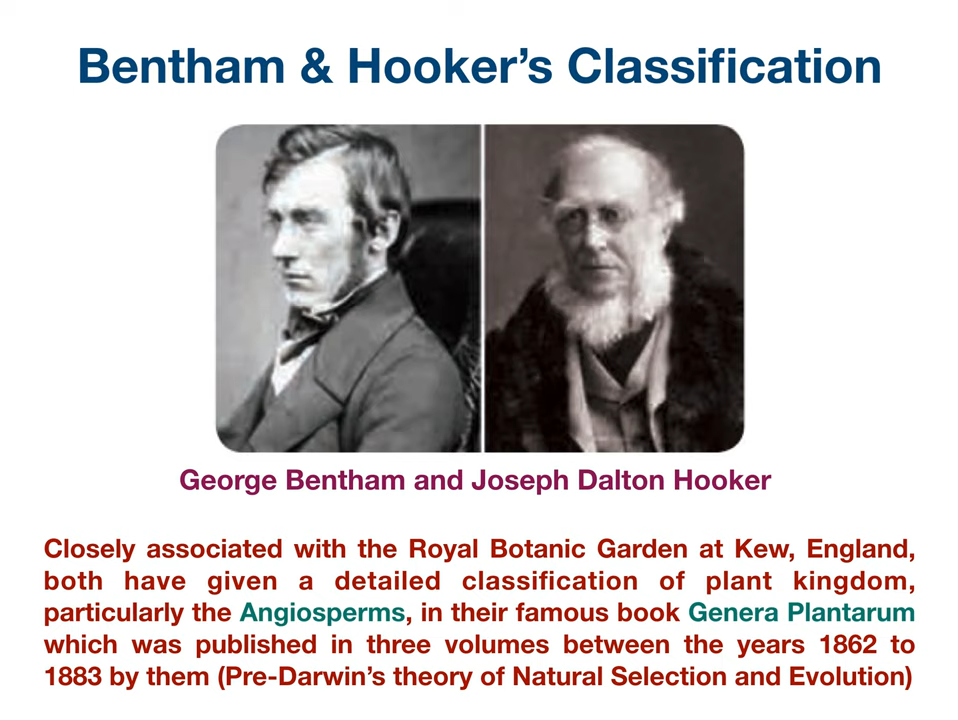 Bentham & Hooker’s Classification
George Bentham and Joseph Dalton Hooker
Closely associated with the Royal Botanic Garden at Kew, England,
both have given a detailed classification of plant kingdom,
particularly the Angiosperms, in their famous book Genera Plantarum
which was published in three volumes between the years 1862 to
1883 by them (Pre-Darwin’s theory of Natural Selection and Evolution)